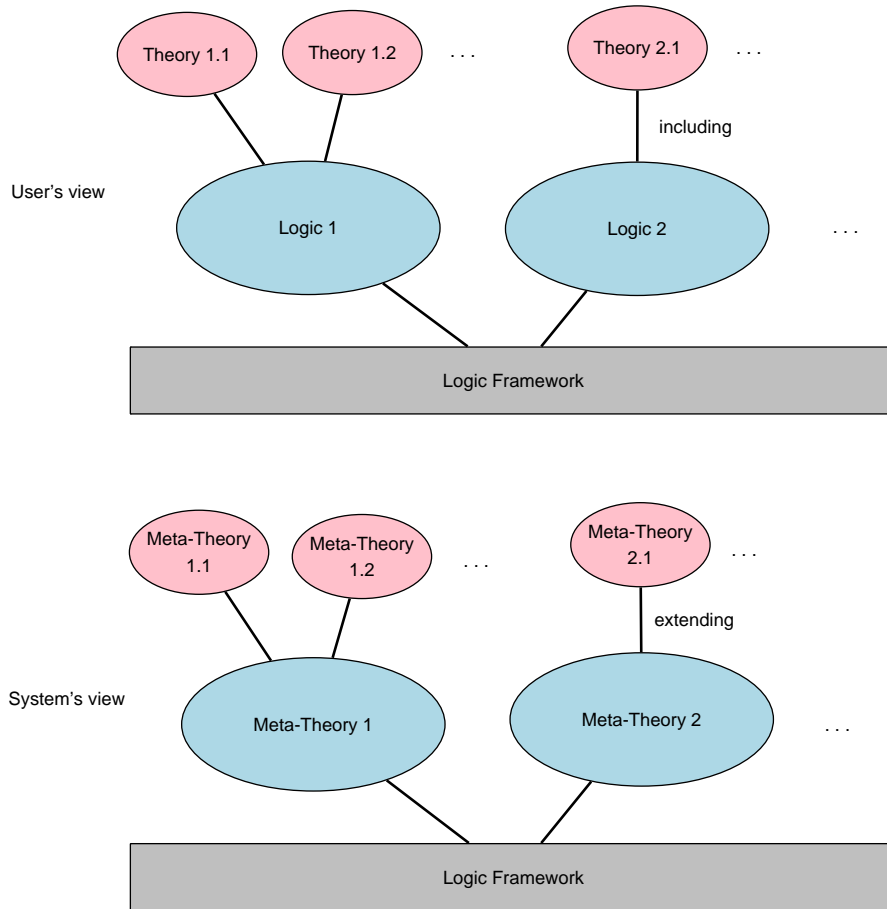 Theory 1.1
Theory 1.2
. . .
Theory 2.1
. . .
including
User's view
Logic 1
Logic 2
. . .
Logic Framework
Meta-Theory
1.1
Meta-Theory
1.2
. . .
Meta-Theory
2.1
. . .
extending
System's view
Meta-Theory 1
Meta-Theory 2
. . .
Logic Framework